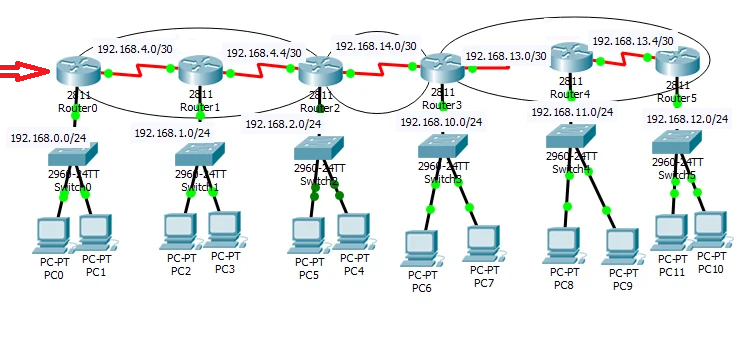 192.168.4.0/30
192.168.4.4/30
192.168.14.0/30
192.168.13.0/30
192.168.13.4/30
2811
Router0
2811
Router1
2811
Router2
2811
Router3
2811
Router4
2811
Router5
192.168.0.0/24
192.168.1.0/24
192.168.2.0/24
192.168.10.0/24
192.168.11.0/24
192.168.12.0/24
2960-24TT
Switch0
2960-24TT
Switch1
2960-24TT
2960-24TT
Switch3
2960-24TT
2960-24TT
Switch5
PC-PT
PC0
PC-PT
PC1
PC-PT
PC2
PC-PT
PC3
PC-PT
PC5
PC-PT
PC4
PC-PT
PC6
PC-PT
PC7
PC-PT
PC8
PC-PT
PC9
PC-PT
PC11
PC-PT
PC10